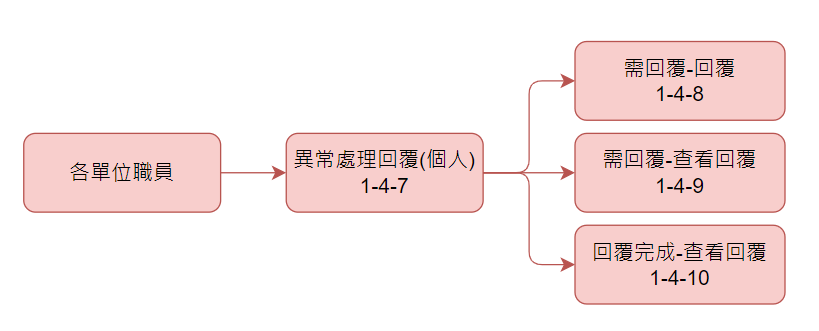 各單位職員
異常處理回覆(個人)
1-4-7
需回覆-回覆
1-4-8
需回覆-查看回覆
1-4-9
回覆完成-查看回覆
1-4-10